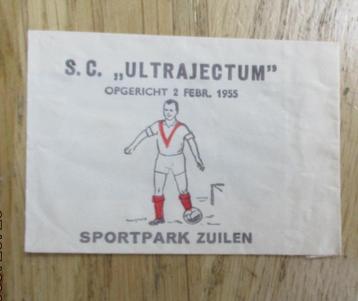 S.C. „ULTRAJECTUM”
OPGERICHT 2 FEBR. 1955
SPORTPARK ZUILEN